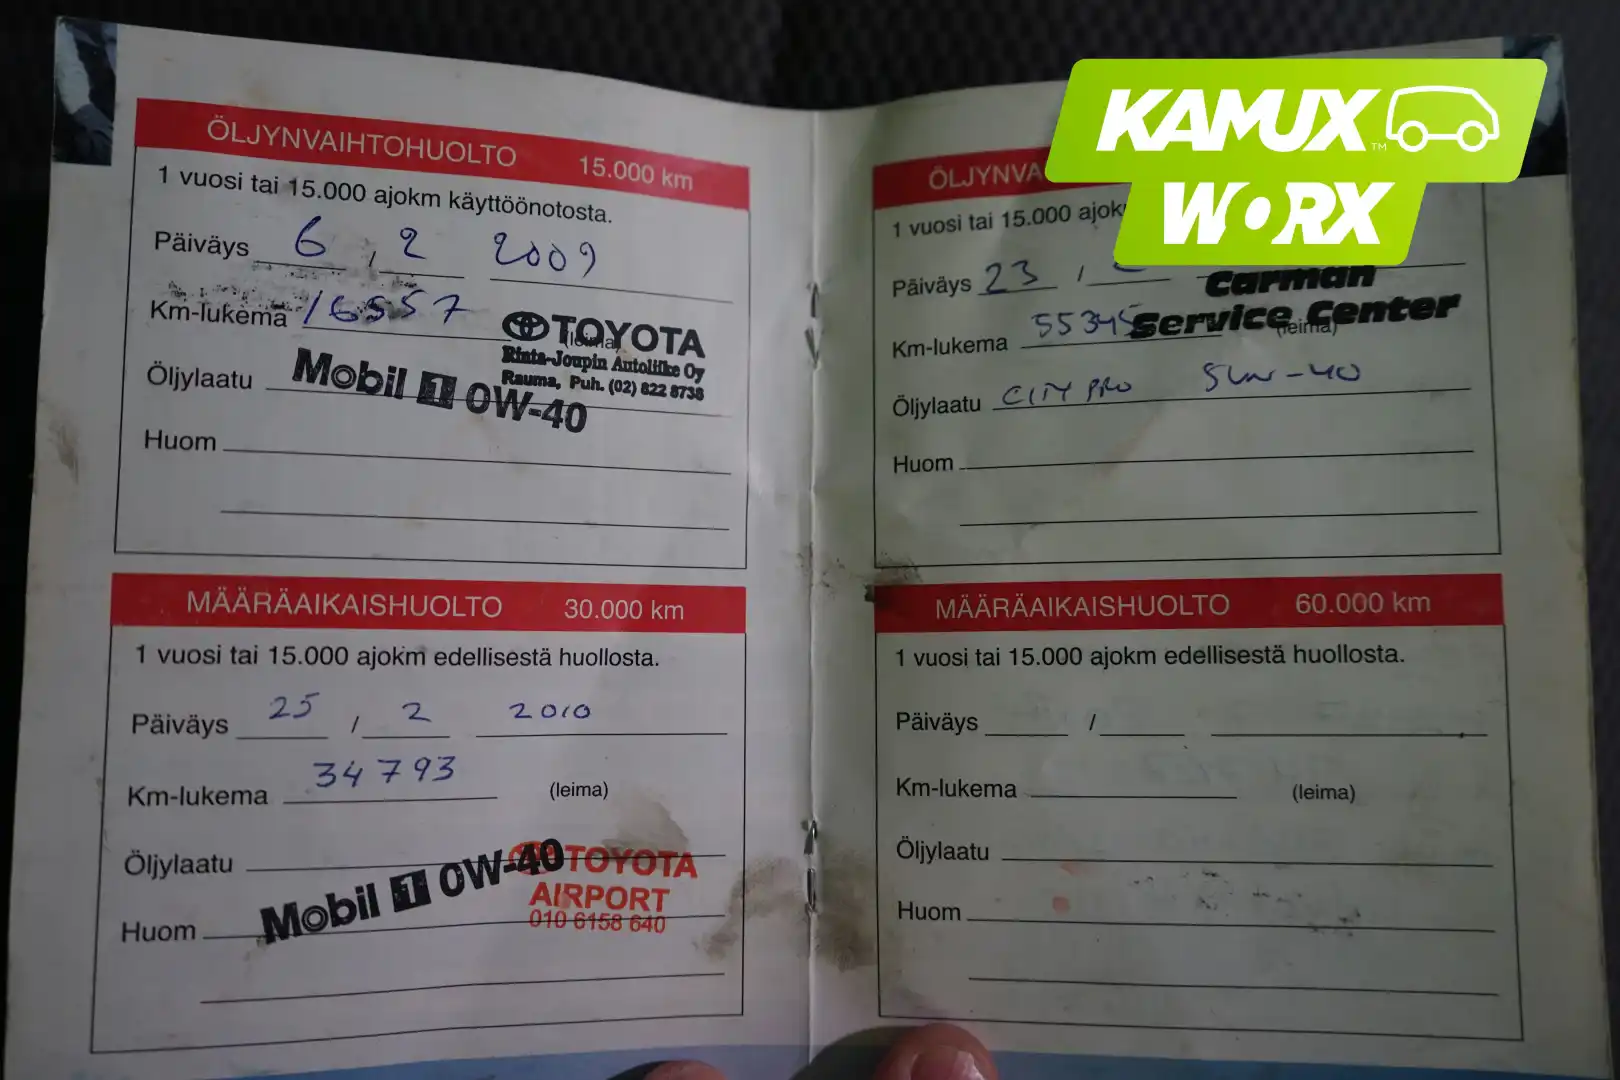 ÖLJYNVAIHTOHUOLTO 15.000 km
1 vuosi tai 15.000 ajokm käyttöönotosta.
Päiväys 6 / 2 2009
Km-lukema 16557
(leima)
TOYOTA
Rinta-Joupin Autoliike Oy
Rauma, Puh. (02) 822 8738
Öljylaatu Mobil 1 0W-40
Huom
MÄÄRÄAIKAISHUOLTO 30.000 km
1 vuosi tai 15.000 ajokm edellisestä huollosta.
Päiväys 25 / 2 2010
Km-lukema 34793 (leima)
Öljylaatu
Mobil 1 0W-40
TOYOTA
AIRPORT
010 6158 640
Huom
KAMUX™
WORX
ÖLJYNVA
1 vuosi tai 15.000 ajok
Päiväys 23 /
Carman
Service Center
Km-lukema 55345 (leima)
Öljylaatu CITY PRO 5W-40
Huom
MÄÄRÄAIKAISHUOLTO 60.000 km
1 vuosi tai 15.000 ajokm edellisestä huollosta.
Päiväys /
Km-lukema (leima)
Öljylaatu
Huom